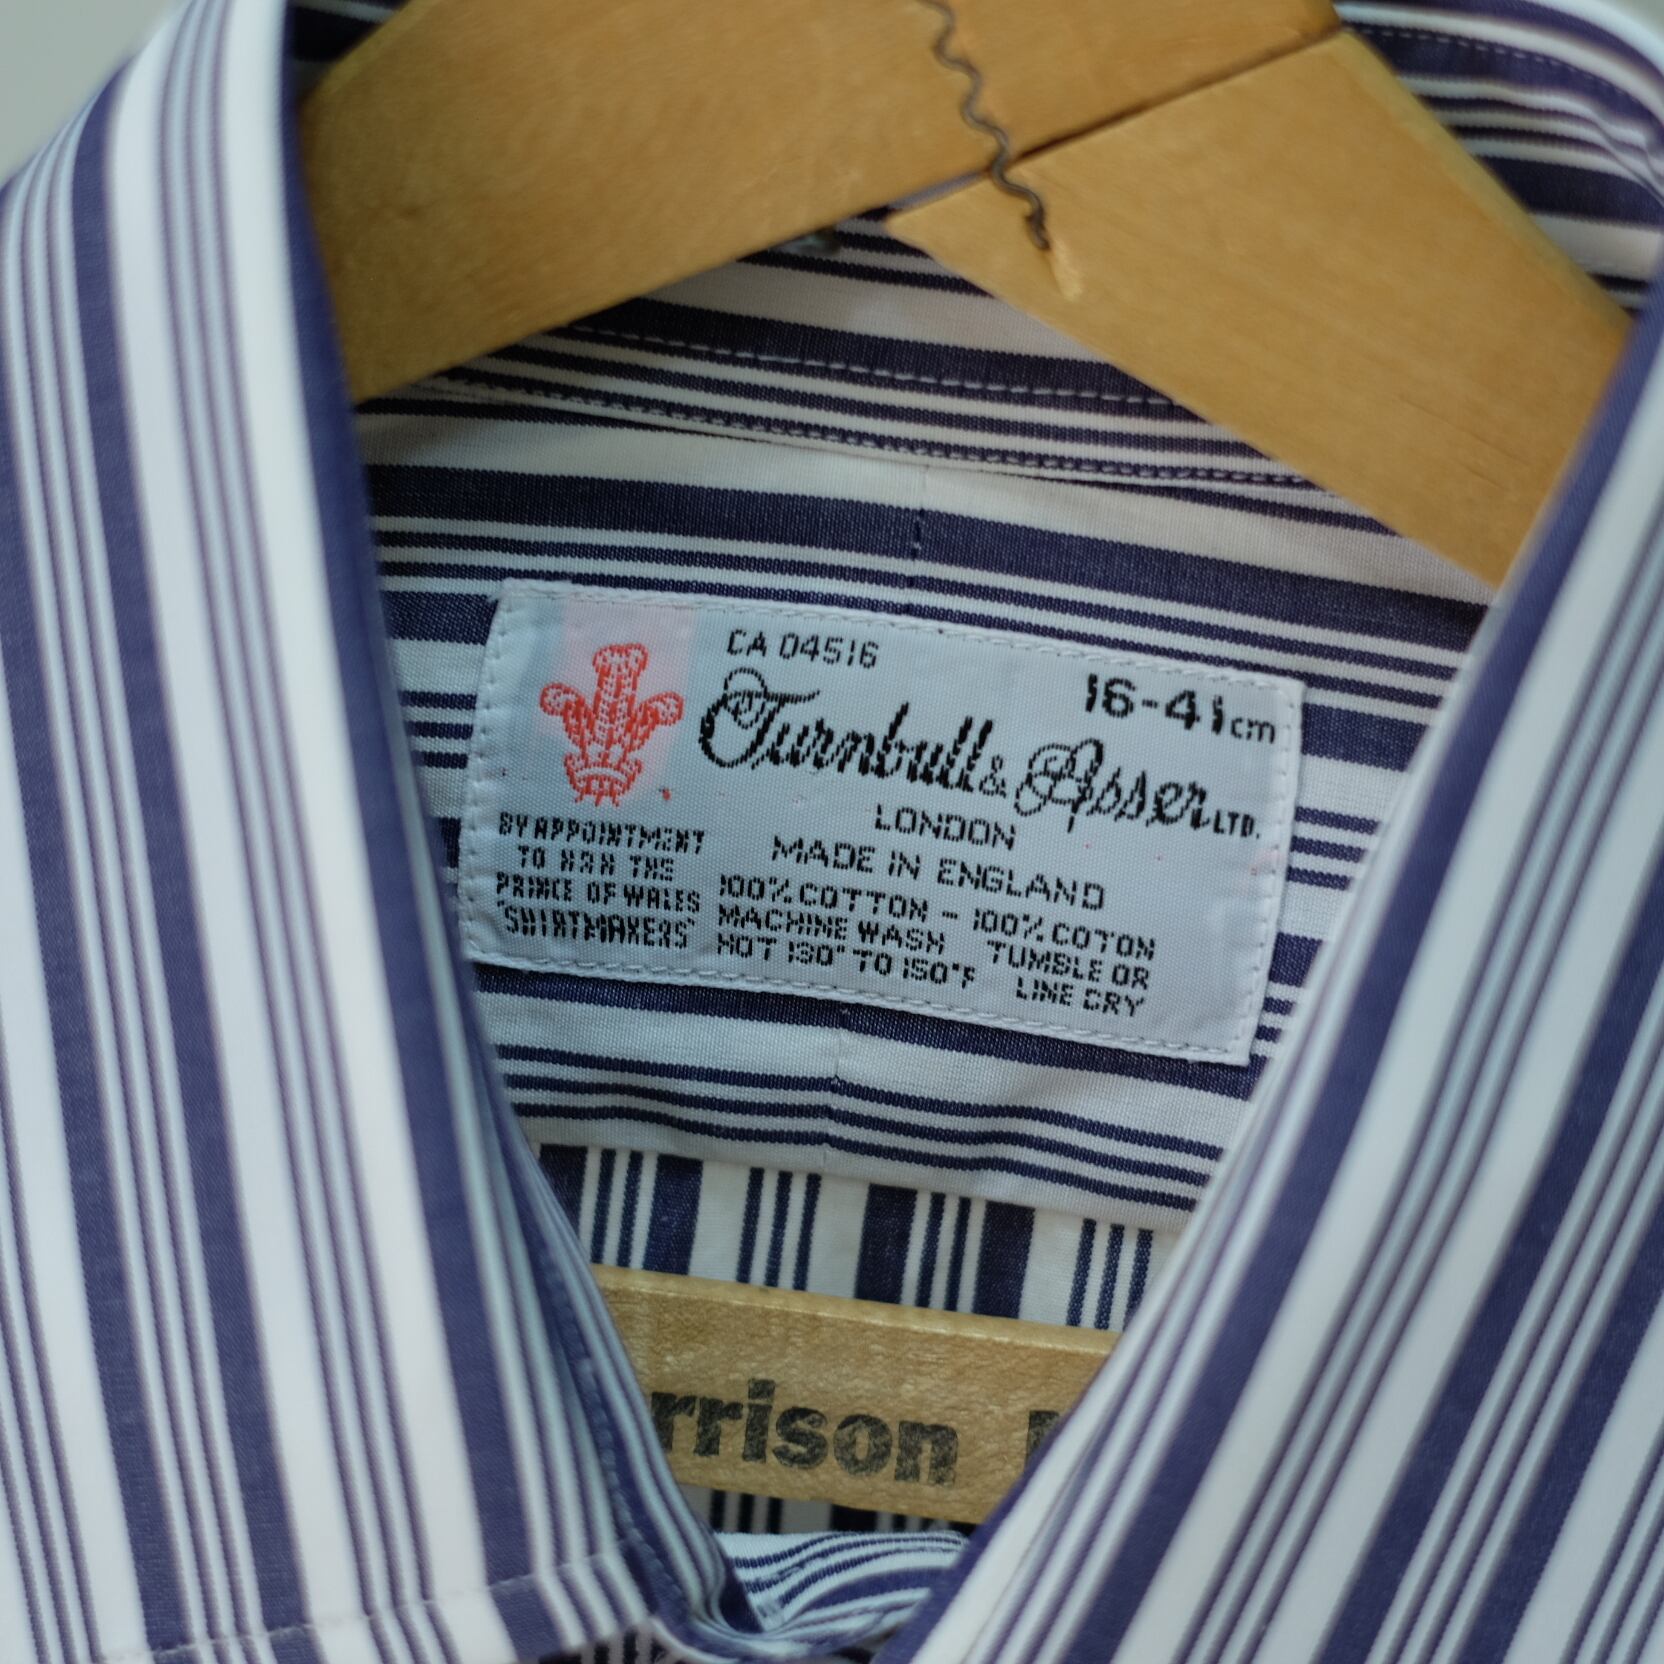 CA 04516
16-41cm
Turnbull & Asser LTD.
LONDON
MADE IN ENGLAND
BY APPOINTMENT
TO HRH THE
PRINCE OF WALES
SHIRTMAKERS
100% COTTON - 100% COTON
MACHINE WASH TUMBLE OR
HOT 130° TO 150°F LINE DRY
rrison